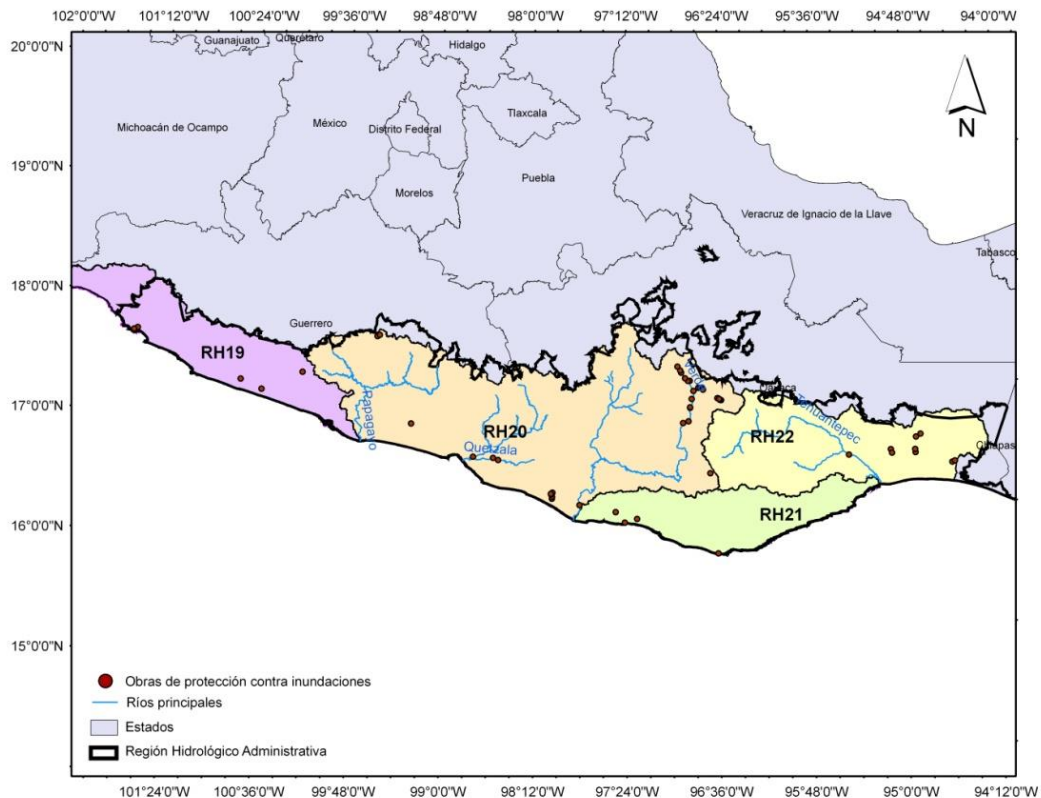 102°0'0"W 101°12'0"W 100°24'0"W 99°36'0"W 98°48'0"W 98°0'0"W 97°12'0"W 96°24'0"W 95°36'0"W 94°48'0"W 94°0'0"W
20°0'0"N
Guanajuato
Querétaro
Hidalgo
N
Michoacán de Ocampo
México
Distrito Federal
Tlaxcala
19°0'0"N
Morelos
Puebla
Veracruz de Ignacio de la Llave
Tabasco
18°0'0"N
Guerrero
RH19
Verde
Oaxaca
Tehuantepec
17°0'0"N
Papagayo
RH20
Quetzala
RH22
Chiapas
16°0'0"N
RH21
15°0'0"N
Obras de protección contra inundaciones
Ríos principales
Estados
14°0'0"N
Región Hidrológico Administrativa
101°24'0"W 100°36'0"W 99°48'0"W 99°0'0"W 98°12'0"W 97°24'0"W 96°36'0"W 95°48'0"W 95°0'0"W 94°12'0"W